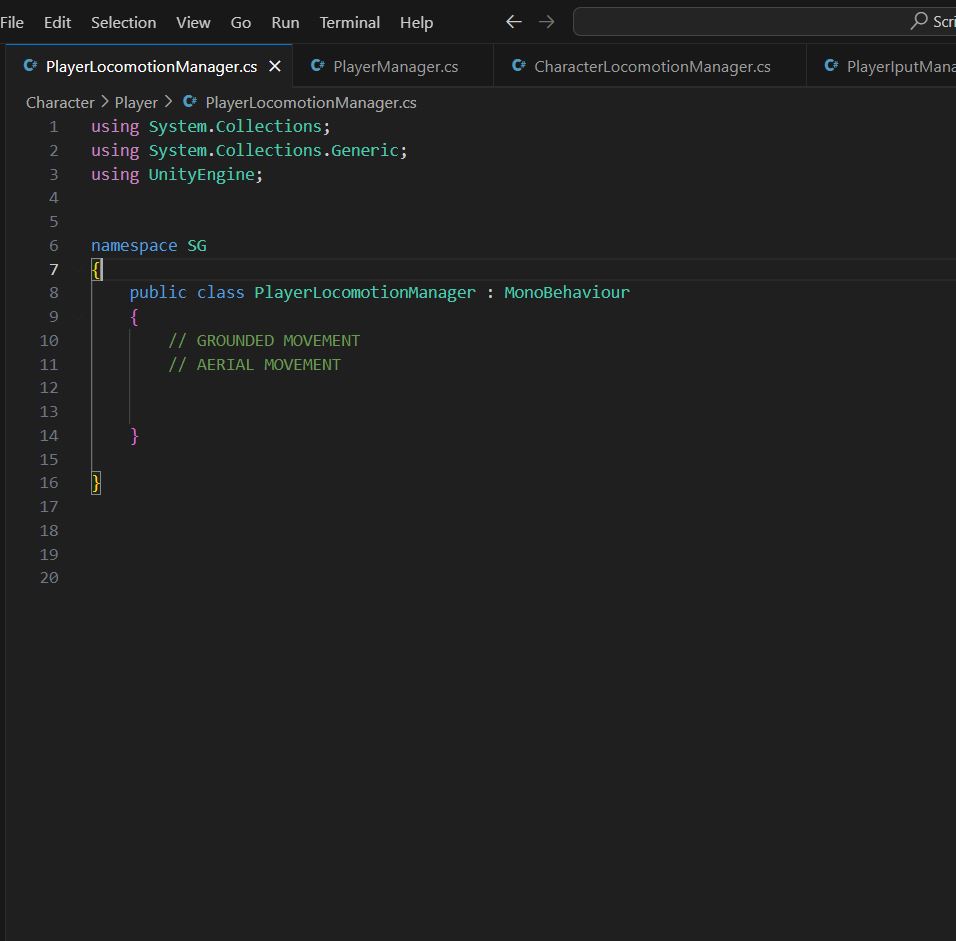 File Edit Selection View Go Run Terminal Help ← → Scri
C# PlayerLocomotionManager.cs × C# PlayerManager.cs C# CharacterLocomotionManager.cs C# PlayerIputMana
Character > Player > C# PlayerLocomotionManager.cs
1 using System.Collections;
2 using System.Collections.Generic;
3 using UnityEngine;
4
5
6 namespace SG
7 {
8 public class PlayerLocomotionManager : MonoBehaviour
9 {
10 // GROUNDED MOVEMENT
11 // AERIAL MOVEMENT
12
13
14 }
15
16 }
17
18
19
20